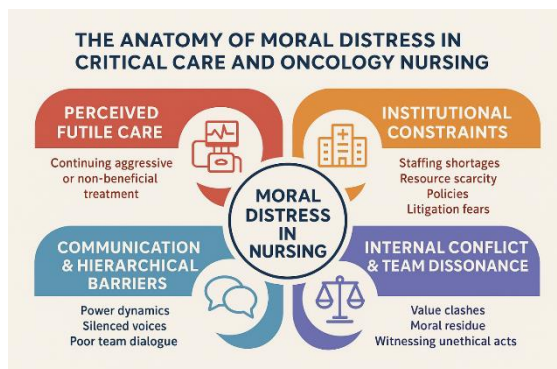 THE ANATOMY OF MORAL DISTRESS IN
CRITICAL CARE AND ONCOLOGY NURSING
PERCEIVED
FUTILE CARE
Continuing aggressive
or non-beneficial
treatment
INSTITUTIONAL
CONSTRAINTS
Staffing shortages
Resource scarcity
Policies
Litigation fears
MORAL
DISTRESS
IN
NURSING
COMMUNICATION
& HIERARCHICAL
BARRIERS
Power dynamics
Silenced voices
Poor team dialogue
INTERNAL CONFLICT
& TEAM DISSONANCE
Value clashes
Moral residue
Witnessing unethical acts